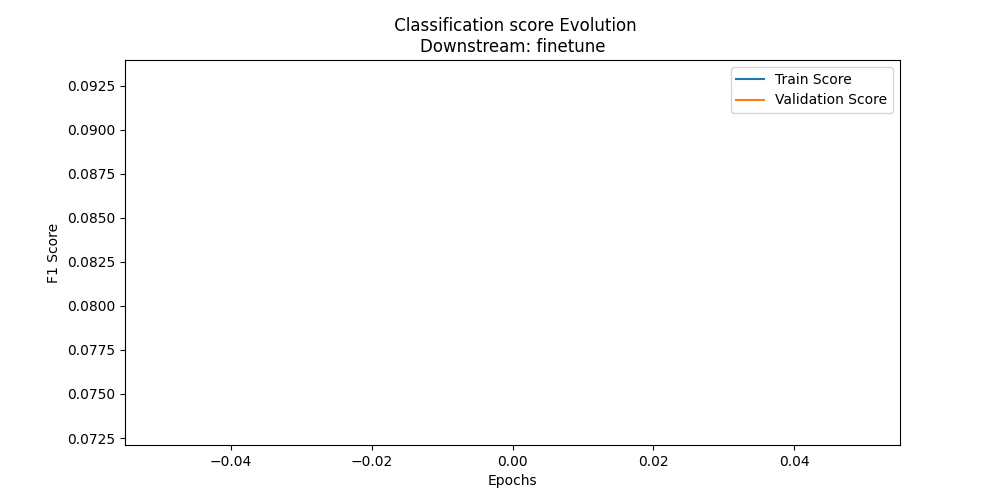 Classification score Evolution
Downstream: finetune
Train Score
Validation Score
0.0925
0.0900
0.0875
0.0850
0.0825
0.0800
0.0775
0.0750
0.0725
F1 Score
−0.04
−0.02
0.00
0.02
0.04
Epochs